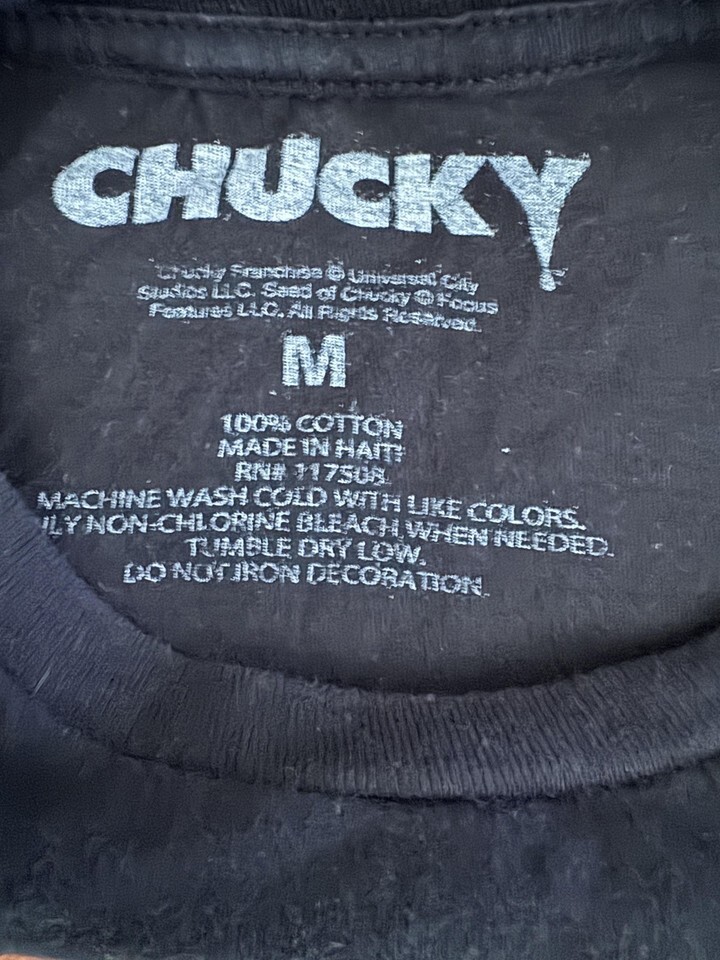 CHUCKY
Chucky Franchise © Universal City
Studios LLC. Seed of Chucky © Focus
Features LLC. All Rights Reserved.
M
100% COTTON
MADE IN HAITI
RN# 117508
MACHINE WASH COLD WITH LIKE COLORS.
LY NON-CHLORINE BLEACH, WHEN NEEDED.
TUMBLE DRY LOW.
DO NOT IRON DECORATION.